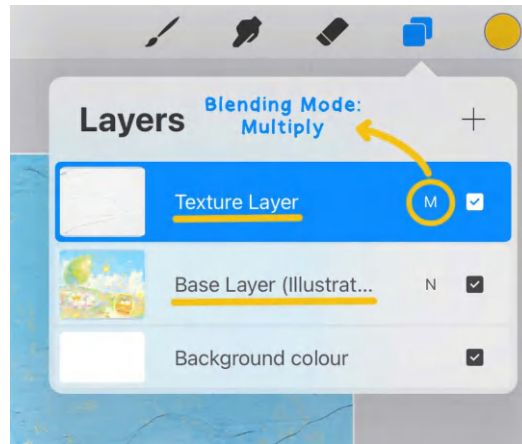 Layers
Blending Mode:
Multiply
Texture Layer
M
Base Layer (Illustrat...
N
Background colour